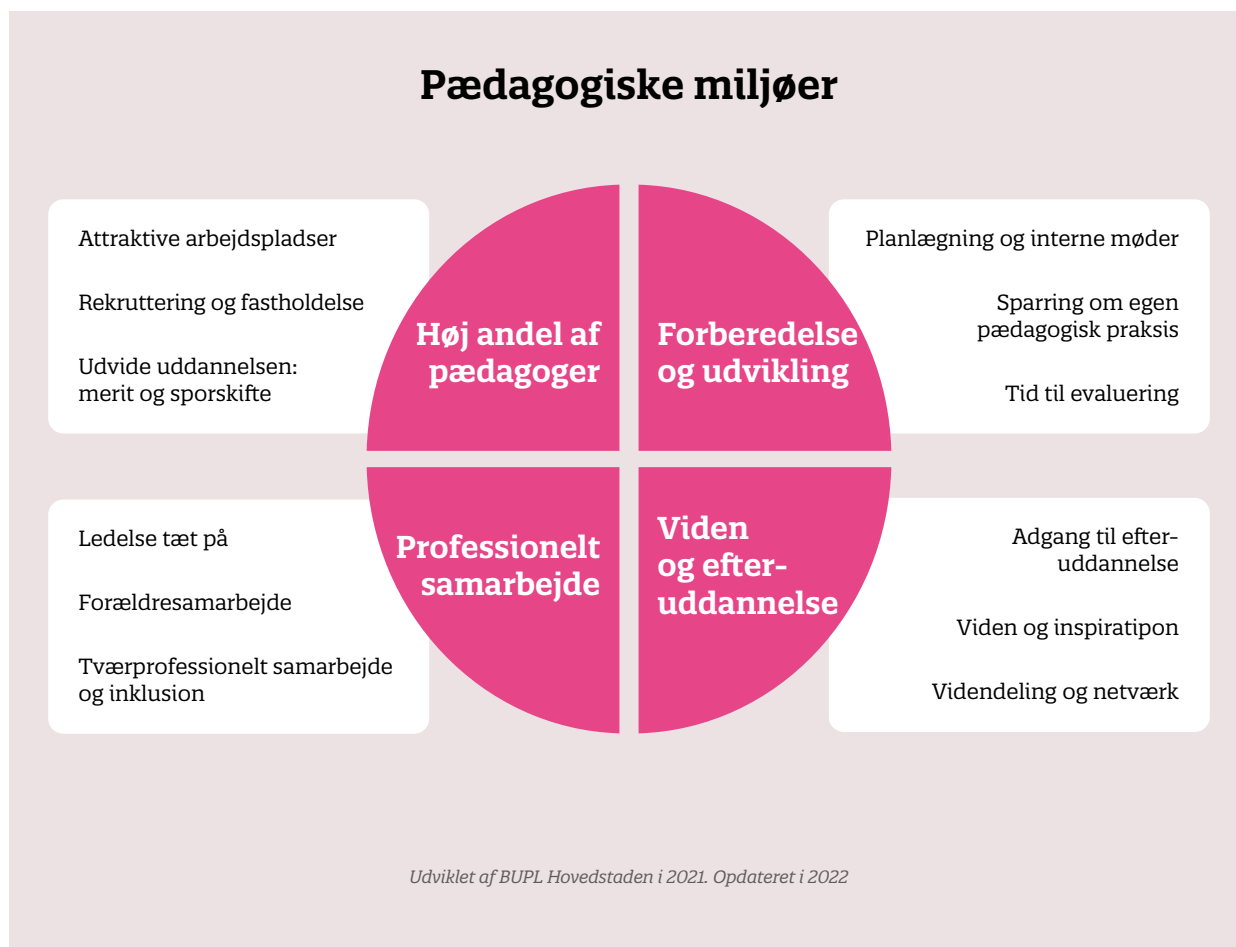 Pædagogiske miljøer
Attraktive arbejdspladser
Rekruttering og fastholdelse
Udvide uddannelsen:
merit og sporskifte
Høj andel af
pædagoger
Forberedelse
og udvikling
Planlægning og interne møder
Sparring om egen
pædagogisk praksis
Tid til evaluering
Ledelse tæt på
Forældresamarbejde
Tværprofessionelt samarbejde
og inklusion
Professionelt
samarbejde
Viden
og efter-
uddannelse
Adgang til efter-
uddannelse
Viden og inspiratipon
Videndeling og netværk
Udviklet af BUPL Hovedstaden i 2021. Opdateret i 2022